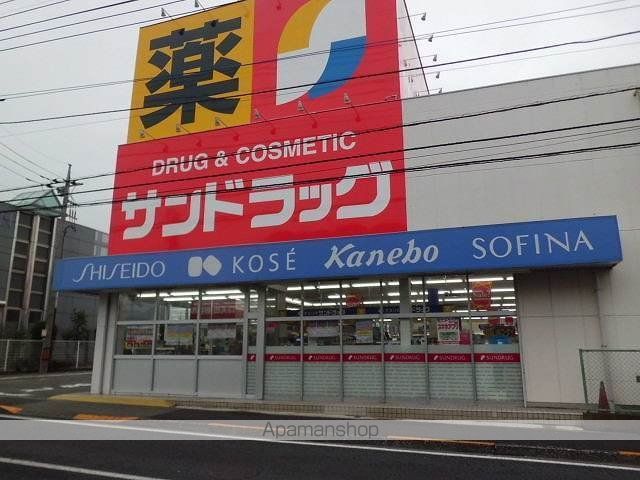 薬
DRUG & COSMETIC
サンドラッグ
SHISEIDO KOSÉ Kanebo SOFINA
SUNDRUG SUNDRUG SUNDRUG SUNDRUG SUNDRUG SUNDRUG
Apamanshop